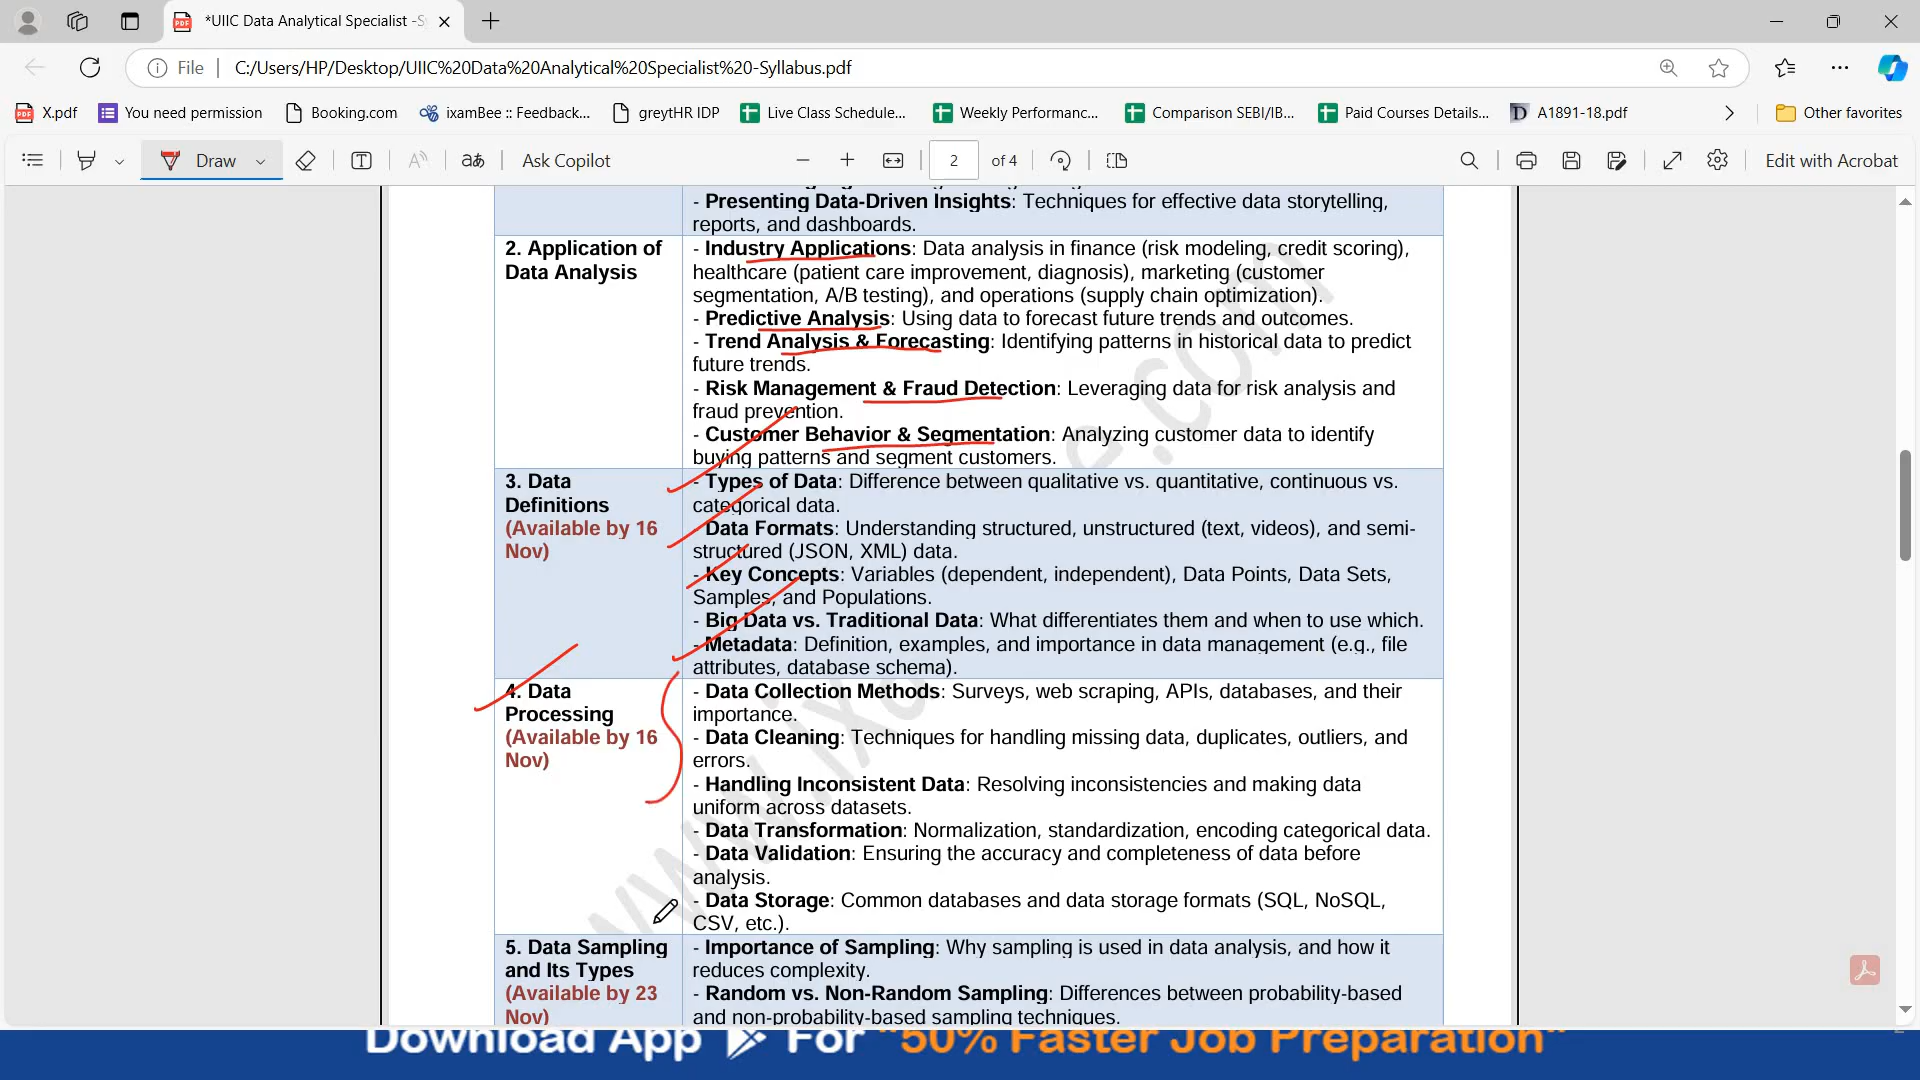 *UIIC Data Analytical Specialist -S
File
C:/Users/HP/Desktop/UIIC%20Data%20Analytical%20Specialist%20-Syllabus.pdf
X.pdf
You need permission
Booking.com
ixamBee :: Feedback...
greytHR IDP
Live Class Schedule...
Weekly Performanc...
Comparison SEBI/IB...
Paid Courses Details...
A1891-18.pdf
Other favorites
Draw
Ask Copilot
2 of 4
Edit with Acrobat
- Presenting Data-Driven Insights: Techniques for effective data storytelling,
reports, and dashboards.
2. Application of
Data Analysis
- Industry Applications: Data analysis in finance (risk modeling, credit scoring),
healthcare (patient care improvement, diagnosis), marketing (customer
segmentation, A/B testing), and operations (supply chain optimization).
- Predictive Analysis: Using data to forecast future trends and outcomes.
- Trend Analysis & Forecasting: Identifying patterns in historical data to predict
future trends.
- Risk Management & Fraud Detection: Leveraging data for risk analysis and
fraud prevention.
- Customer Behavior & Segmentation: Analyzing customer data to identify
buying patterns and segment customers.
3. Data
Definitions
(Available by 16
Nov)
- Types of Data: Difference between qualitative vs. quantitative, continuous vs.
categorical data.
- Data Formats: Understanding structured, unstructured (text, videos), and semi-
structured (JSON, XML) data.
- Key Concepts: Variables (dependent, independent), Data Points, Data Sets,
Samples, and Populations.
- Big Data vs. Traditional Data: What differentiates them and when to use which.
- Metadata: Definition, examples, and importance in data management (e.g., file
attributes, database schema).
4. Data
Processing
(Available by 16
Nov)
- Data Collection Methods: Surveys, web scraping, APIs, databases, and their
importance.
- Data Cleaning: Techniques for handling missing data, duplicates, outliers, and
errors.
- Handling Inconsistent Data: Resolving inconsistencies and making data
uniform across datasets.
- Data Transformation: Normalization, standardization, encoding categorical data.
- Data Validation: Ensuring the accuracy and completeness of data before
analysis.
- Data Storage: Common databases and data storage formats (SQL, NoSQL,
CSV, etc.).
5. Data Sampling
and Its Types
(Available by 23
Nov)
- Importance of Sampling: Why sampling is used in data analysis, and how it
reduces complexity.
- Random vs. Non-Random Sampling: Differences between probability-based
and non-probability-based sampling techniques.
Download App For "50% Faster Job Preparation"